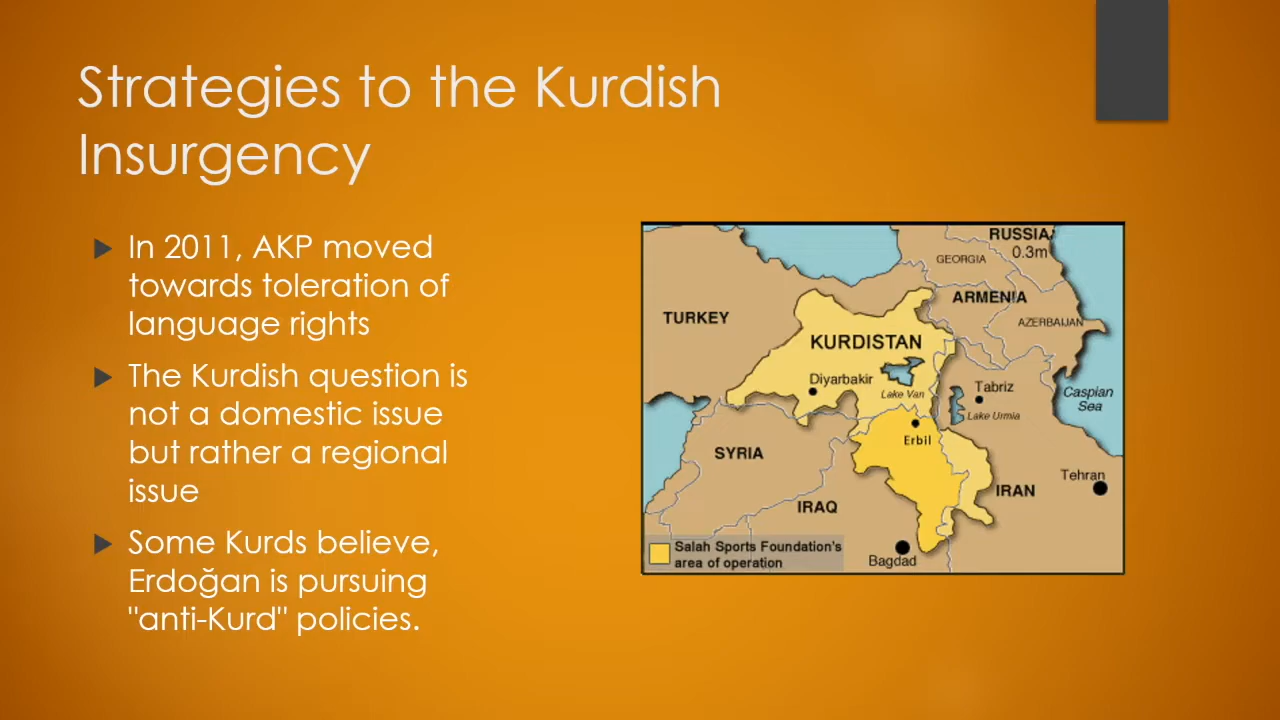 Strategies to the Kurdish
Insurgency
In 2011, AKP moved
towards toleration of
language rights
The Kurdish question is
not a domestic issue
but rather a regional
issue
Some Kurds believe,
Erdoğan is pursuing
"anti-Kurd" policies.
RUSSIA
0.3m
GEORGIA
ARMENIA
AZERBAIJAN
TURKEY
KURDISTAN
Diyarbakir
Lake Van
Tabriz
Lake Urmia
Caspian
Sea
Erbil
SYRIA
Tehran
IRAN
IRAQ
Bagdad
Salah Sports Foundation's
area of operation